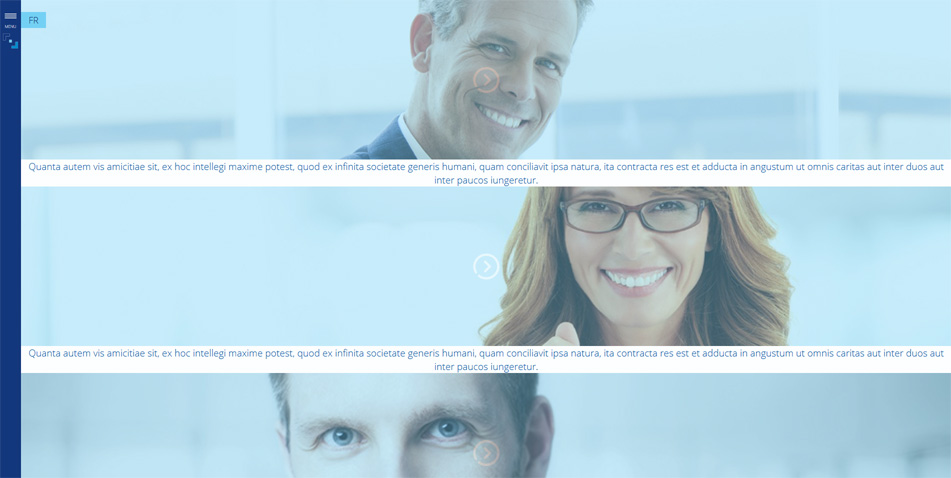 FR
MENU
Quanta autem vis amicitiae sit, ex hoc intellegi maxime potest, quod ex infinita societate generis humani, quam conciliavit ipsa natura, ita contracta res est et adducta in angustum ut omnis caritas aut inter duos aut
inter paucos iungeretur.
Quanta autem vis amicitiae sit, ex hoc intellegi maxime potest, quod ex infinita societate generis humani, quam conciliavit ipsa natura, ita contracta res est et adducta in angustum ut omnis caritas aut inter duos aut
inter paucos iungeretur.